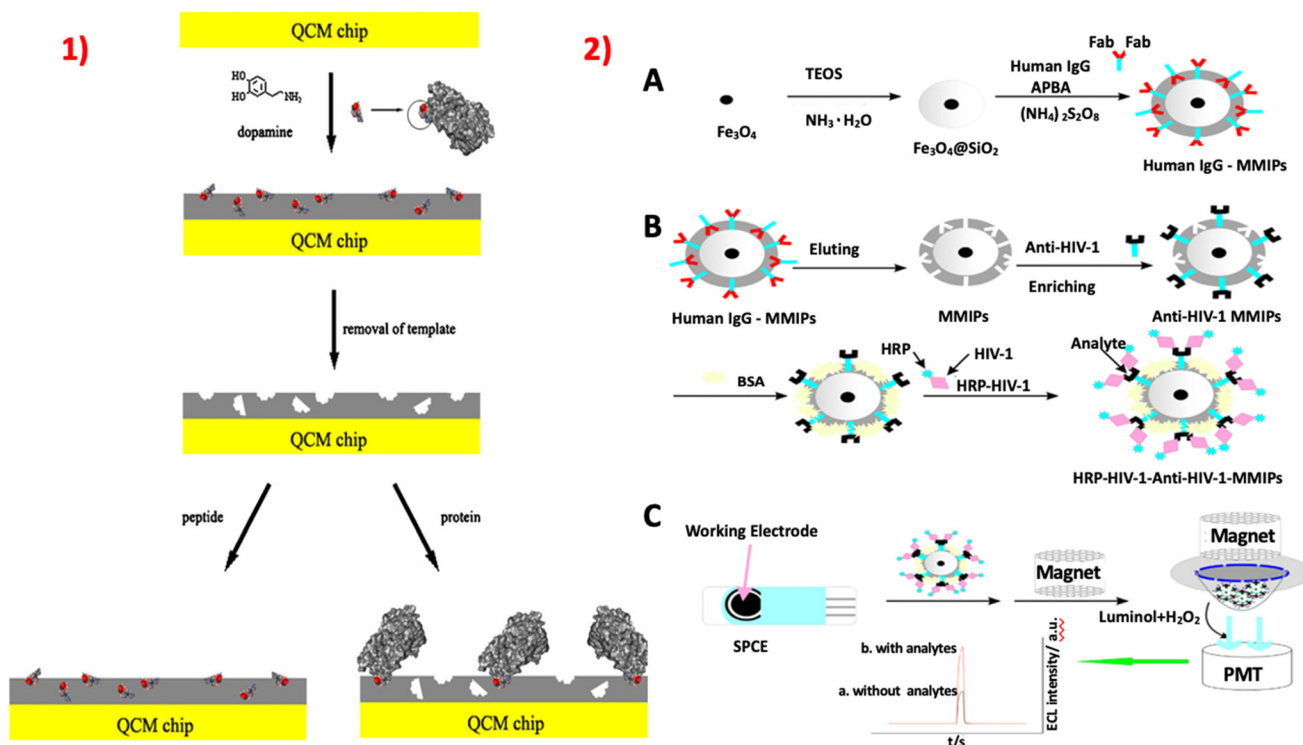 1)
QCM chip
HO
HO
NH₂
dopamine
QCM chip
removal of template
QCM chip
peptide
protein
QCM chip
QCM chip
2)
A
Fe₃O₄
TEOS
NH₃·H₂O
Fe₃O₄@SiO₂
Fab Fab
Human IgG
APBA
(NH₄)₂S₂O₈
Human IgG - MMIPs
B
Human IgG - MMIPs
Eluting
MMIPs
Anti-HIV-1
Enriching
Anti-HIV-1 MMIPs
BSA
HRP
HIV-1
HRP-HIV-1
Analyte
HRP-HIV-1-Anti-HIV-1-MMIPs
C
Working Electrode
SPCE
Magnet
Magnet
Luminol+H₂O₂
PMT
b. with analytes
a. without analytes
ECL intensity/ a.u.
t/s